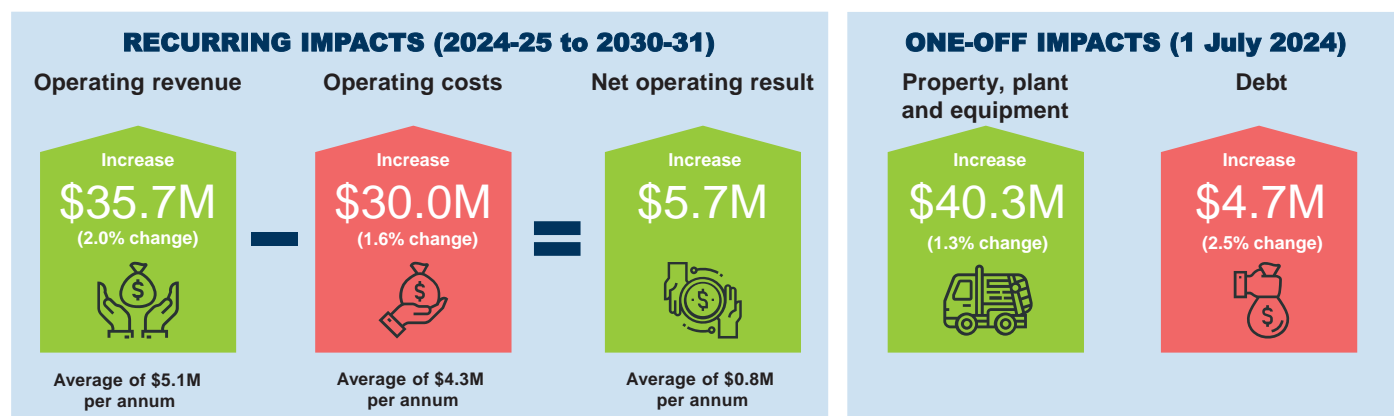 RECURRING IMPACTS (2024-25 to 2030-31)
Operating revenue
Increase
$35.7M
(2.0% change)
$
Average of $5.1M
per annum
Operating costs
Increase
$30.0M
(1.6% change)
$
Average of $4.3M
per annum
Net operating result
Increase
$5.7M
$
Average of $0.8M
per annum
ONE-OFF IMPACTS (1 July 2024)
Property, plant
and equipment
Increase
$40.3M
(1.3% change)
Debt
Increase
$4.7M
(2.5% change)
$